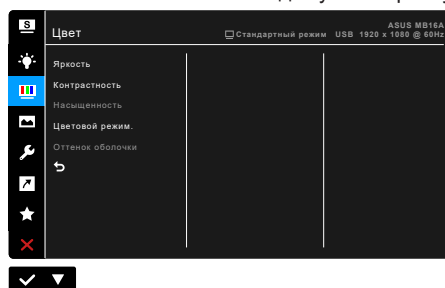 S
Цвет
ASUS MB16A
Стандартный режим USB 1920 x 1080 @ 60Hz
Яркость
Контрастность
Насыщенность
Цветовой режим.
Оттенок оболочки